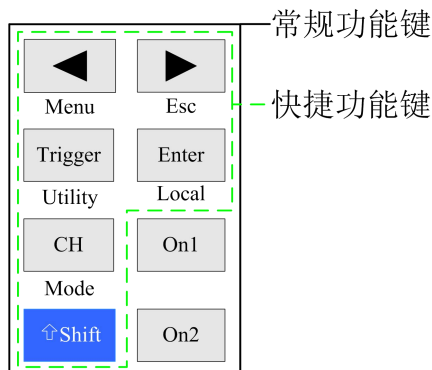 常规功能键
Menu Esc
快捷功能键
Trigger Enter
Utility Local
CH On1
Mode
⇧Shift On2